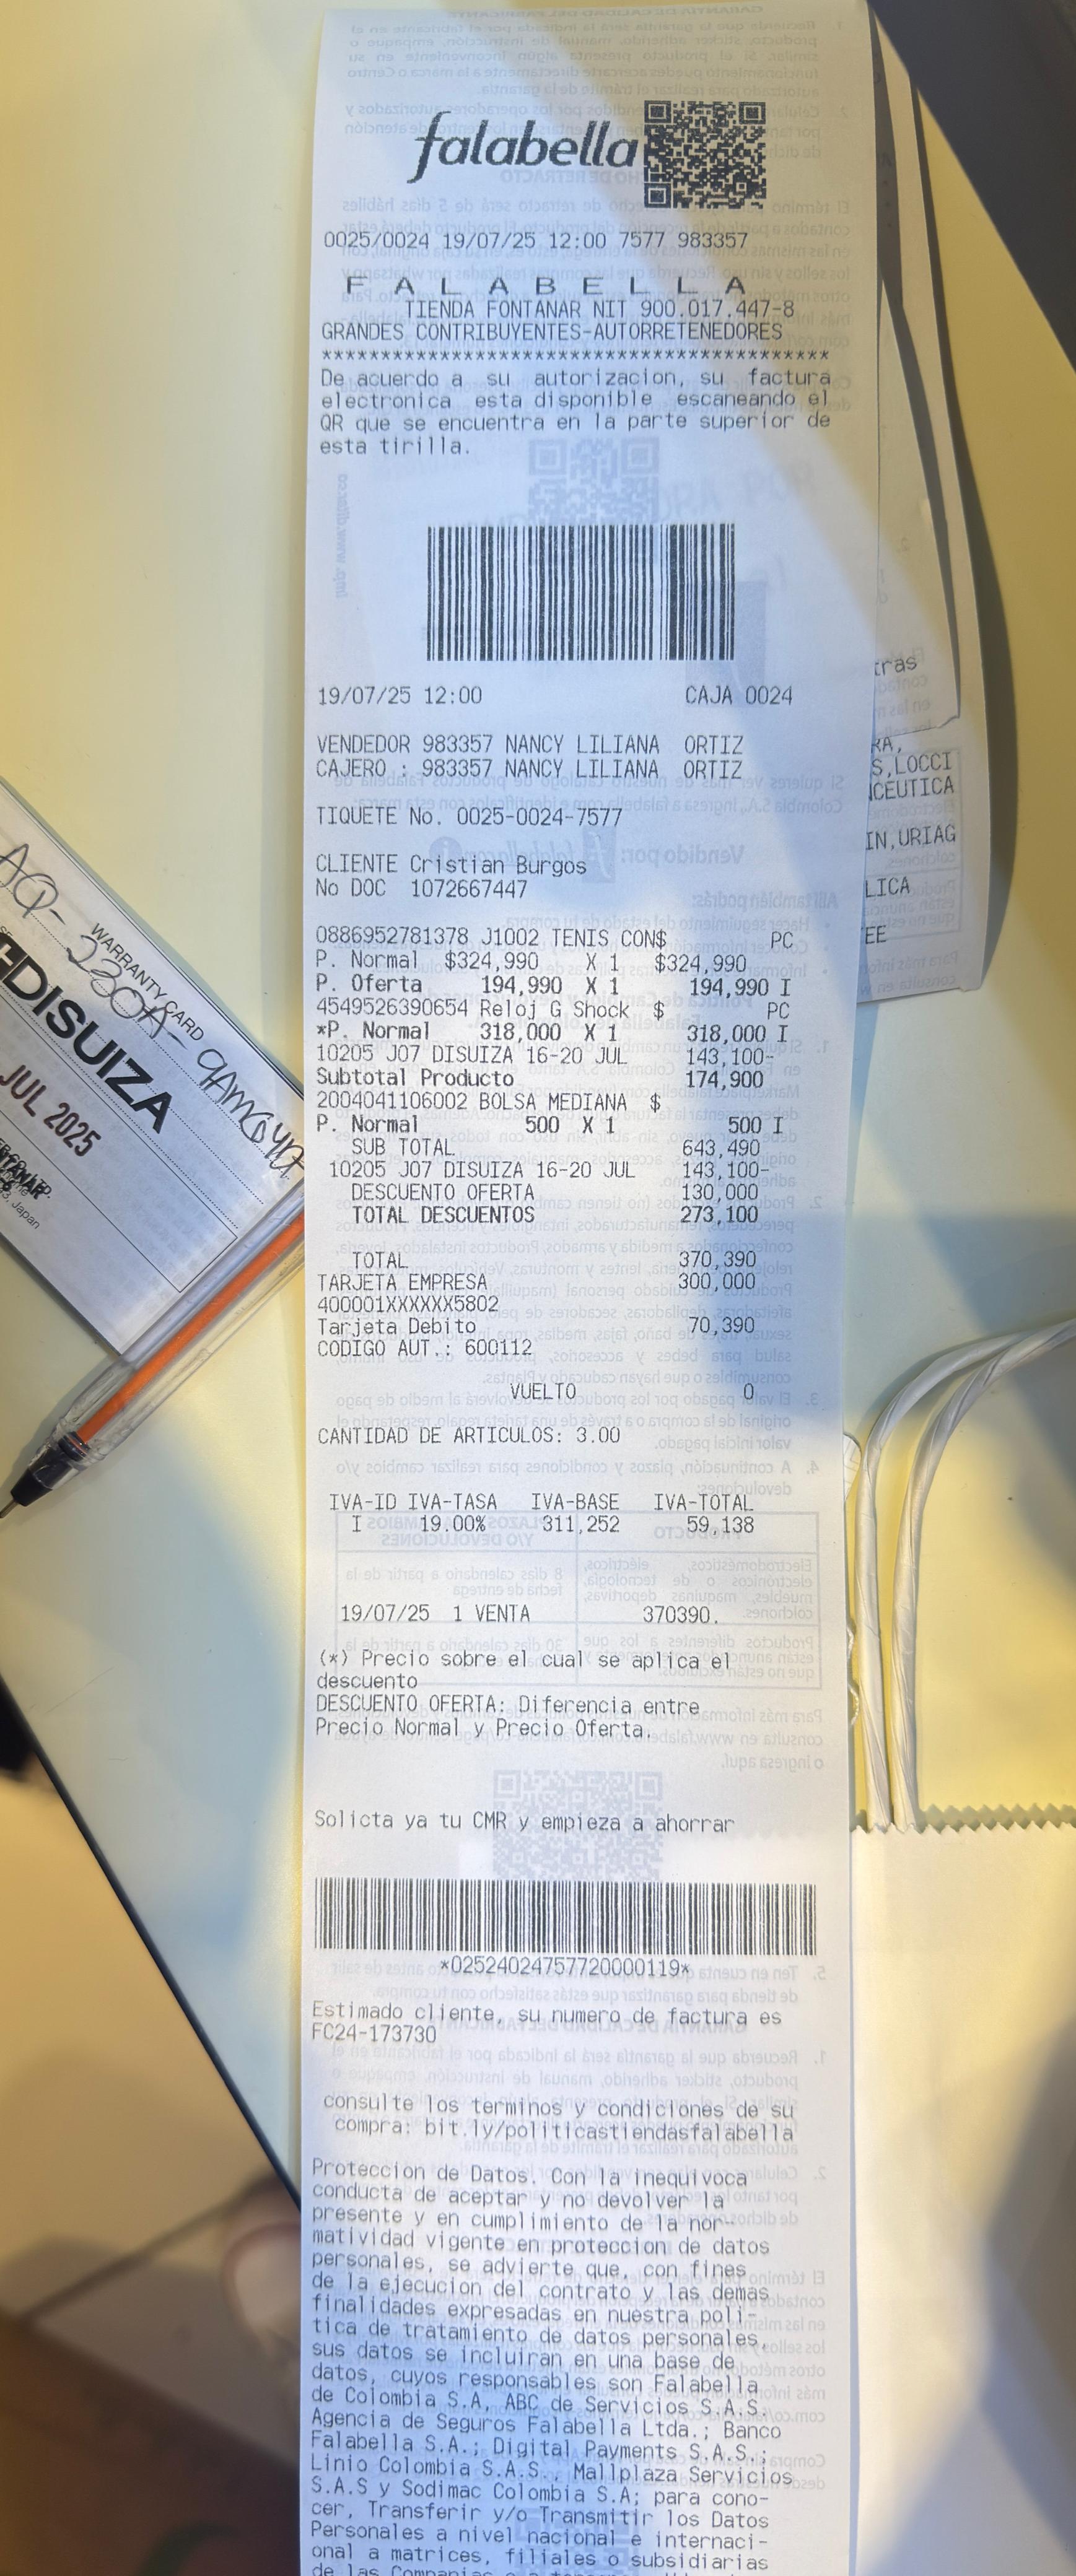 falabella
0025/0024 19/07/25 12:00 7577 983357
F A L A B E L L A
TIENDA FONTANAR NIT 900.017.447-8
GRANDES CONTRIBUYENTES-AUTORRETENEDORES
*******************************************
De acuerdo a su autorizacion, su factura
electronica esta disponible escaneando el
QR que se encuentra en la parte superior de
esta tirilla.
19/07/25 12:00 CAJA 0024
VENDEDOR 983357 NANCY LILIANA ORTIZ
CAJERO : 983357 NANCY LILIANA ORTIZ
TIQUETE No. 0025-0024-7577
CLIENTE Cristian Burgos
No DOC 1072667447
0886952781378 J1002 TENIS CON$ PC
P. Normal $324,990 X 1 $324,990
P. Oferta 194,990 X 1 194,990 I
4549526390654 Reloj G Shock $ PC
*P. Normal 318,000 X 1 318,000 I
10205 J07 DISUIZA 16-20 JUL 143,100-
Subtotal Producto 174,900
2004041106002 BOLSA MEDIANA $
P. Normal 500 X 1 500 I
SUB TOTAL 643,490
10205 J07 DISUIZA 16-20 JUL 143,100-
DESCUENTO OFERTA 130,000
TOTAL DESCUENTOS 273,100
TOTAL 370,390
TARJETA EMPRESA 300,000
400001XXXXXX5802
Tarjeta Debito 70,390
CODIGO AUT.: 600112
VUELTO 0
CANTIDAD DE ARTICULOS: 3.00
IVA-ID IVA-TASA IVA-BASE IVA-TOTAL
I 19.00% 311,252 59,138
19/07/25 1 VENTA 370390.
(*) Precio sobre el cual se aplica el
descuento
DESCUENTO OFERTA: Diferencia entre
Precio Normal y Precio Oferta.
Solicta ya tu CMR y empieza a ahorrar
*02524024757720000119*
Estimado cliente, su numero de factura es
FC24-173730
consulte los terminos y condiciones de su
compra: bit.ly/politicastiendasfalabella
Proteccion de Datos. Con la inequivoca
conducta de aceptar y no devolver la
presente y en cumplimiento de la nor-
matividad vigente en proteccion de datos
personales, se advierte que, con fines
de la ejecucion del contrato y las demas
finalidades expresadas en nuestra poli-
tica de tratamiento de datos personales,
sus datos se incluiran en una base de
datos, cuyos responsables son Falabella
de Colombia S.A, ABC de Servicios S.A.S.
Agencia de Seguros Falabella Ltda.; Banco
Falabella S.A.; Digital Payments S.A.S.;
Linio Colombia S.A.S., Mallplaza Servicios
S.A.S y Sodimac Colombia S.A; para cono-
cer, Transferir y/o Transmitir los Datos
Personales a nivel nacional e internaci-
onal a matrices, filiales o subsidiarias
WARRANTY CARD
DISUIZA
JUL 2025
Japan
tras
RA,
S,LOCCI
CEUTICA
IN,URIAG
LICA
EE